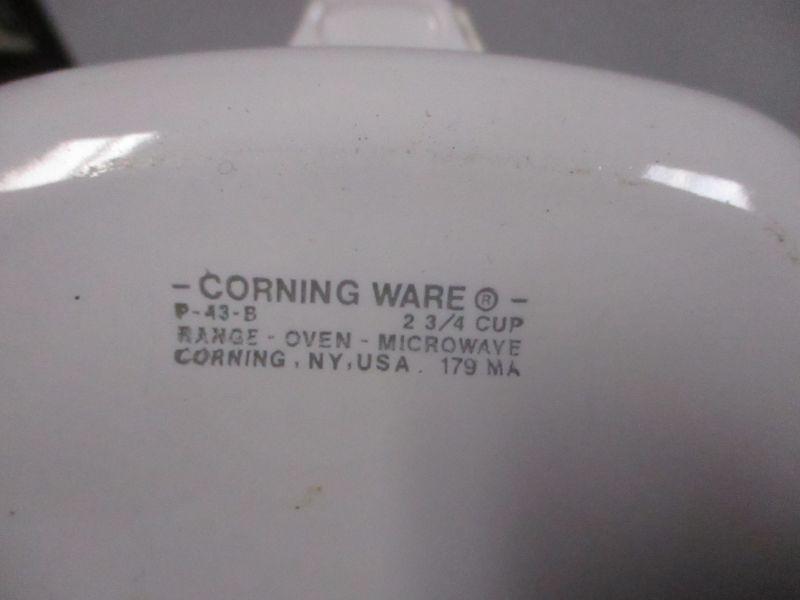 - CORNING WARE ® -
P-43-B 2 3/4 CUP
RANGE - OVEN - MICROWAVE
CORNING, NY, USA. 179 MA